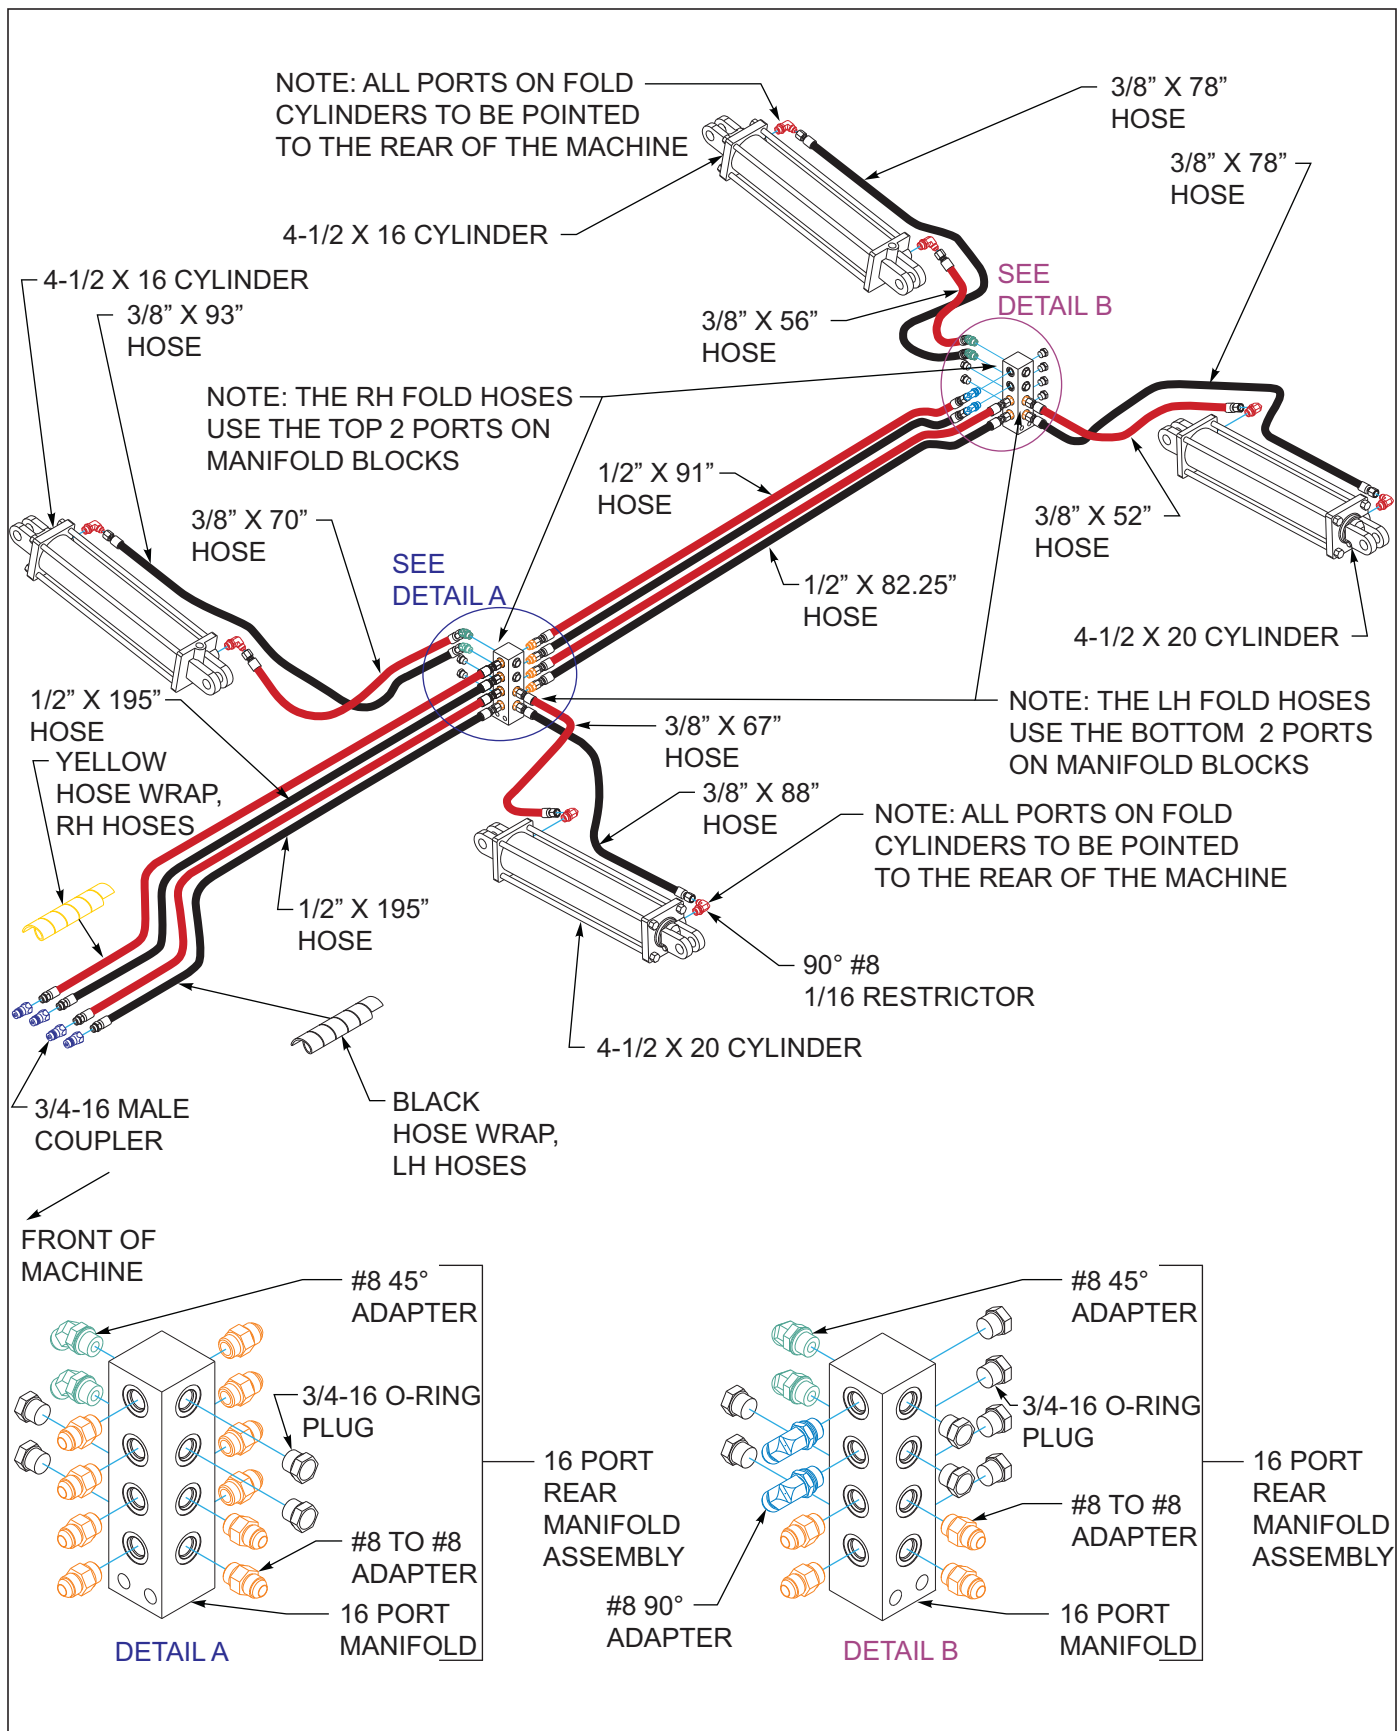 NOTE: ALL PORTS ON FOLD
CYLINDERS TO BE POINTED
TO THE REAR OF THE MACHINE
3/8” X 78”
HOSE
3/8” X 78”
HOSE
4-1/2 X 16 CYLINDER
4-1/2 X 16 CYLINDER
SEE
DETAIL B
3/8” X 93”
HOSE
3/8” X 56”
HOSE
NOTE: THE RH FOLD HOSES
USE THE TOP 2 PORTS ON
MANIFOLD BLOCKS
1/2” X 91”
HOSE
3/8” X 70”
HOSE
3/8” X 52”
HOSE
SEE
DETAIL A
1/2” X 82.25”
HOSE
4-1/2 X 20 CYLINDER
1/2” X 195”
HOSE
NOTE: THE LH FOLD HOSES
USE THE BOTTOM  2 PORTS
ON MANIFOLD BLOCKS
3/8” X 67”
HOSE
YELLOW
HOSE WRAP,
RH HOSES
3/8” X 88”
HOSE
NOTE: ALL PORTS ON FOLD
CYLINDERS TO BE POINTED
TO THE REAR OF THE MACHINE
1/2” X 195”
HOSE
90° #8
1/16 RESTRICTOR
4-1/2 X 20 CYLINDER
3/4-16 MALE
COUPLER
BLACK
HOSE WRAP,
LH HOSES
FRONT OF
MACHINE
#8 45°
ADAPTER
3/4-16 O-RING
PLUG
16 PORT
REAR
MANIFOLD
ASSEMBLY
#8 TO #8
ADAPTER
16 PORT
MANIFOLD
DETAIL A
#8 45°
ADAPTER
3/4-16 O-RING
PLUG
16 PORT
REAR
MANIFOLD
ASSEMBLY
#8 TO #8
ADAPTER
#8 90°
ADAPTER
16 PORT
MANIFOLD
DETAIL B